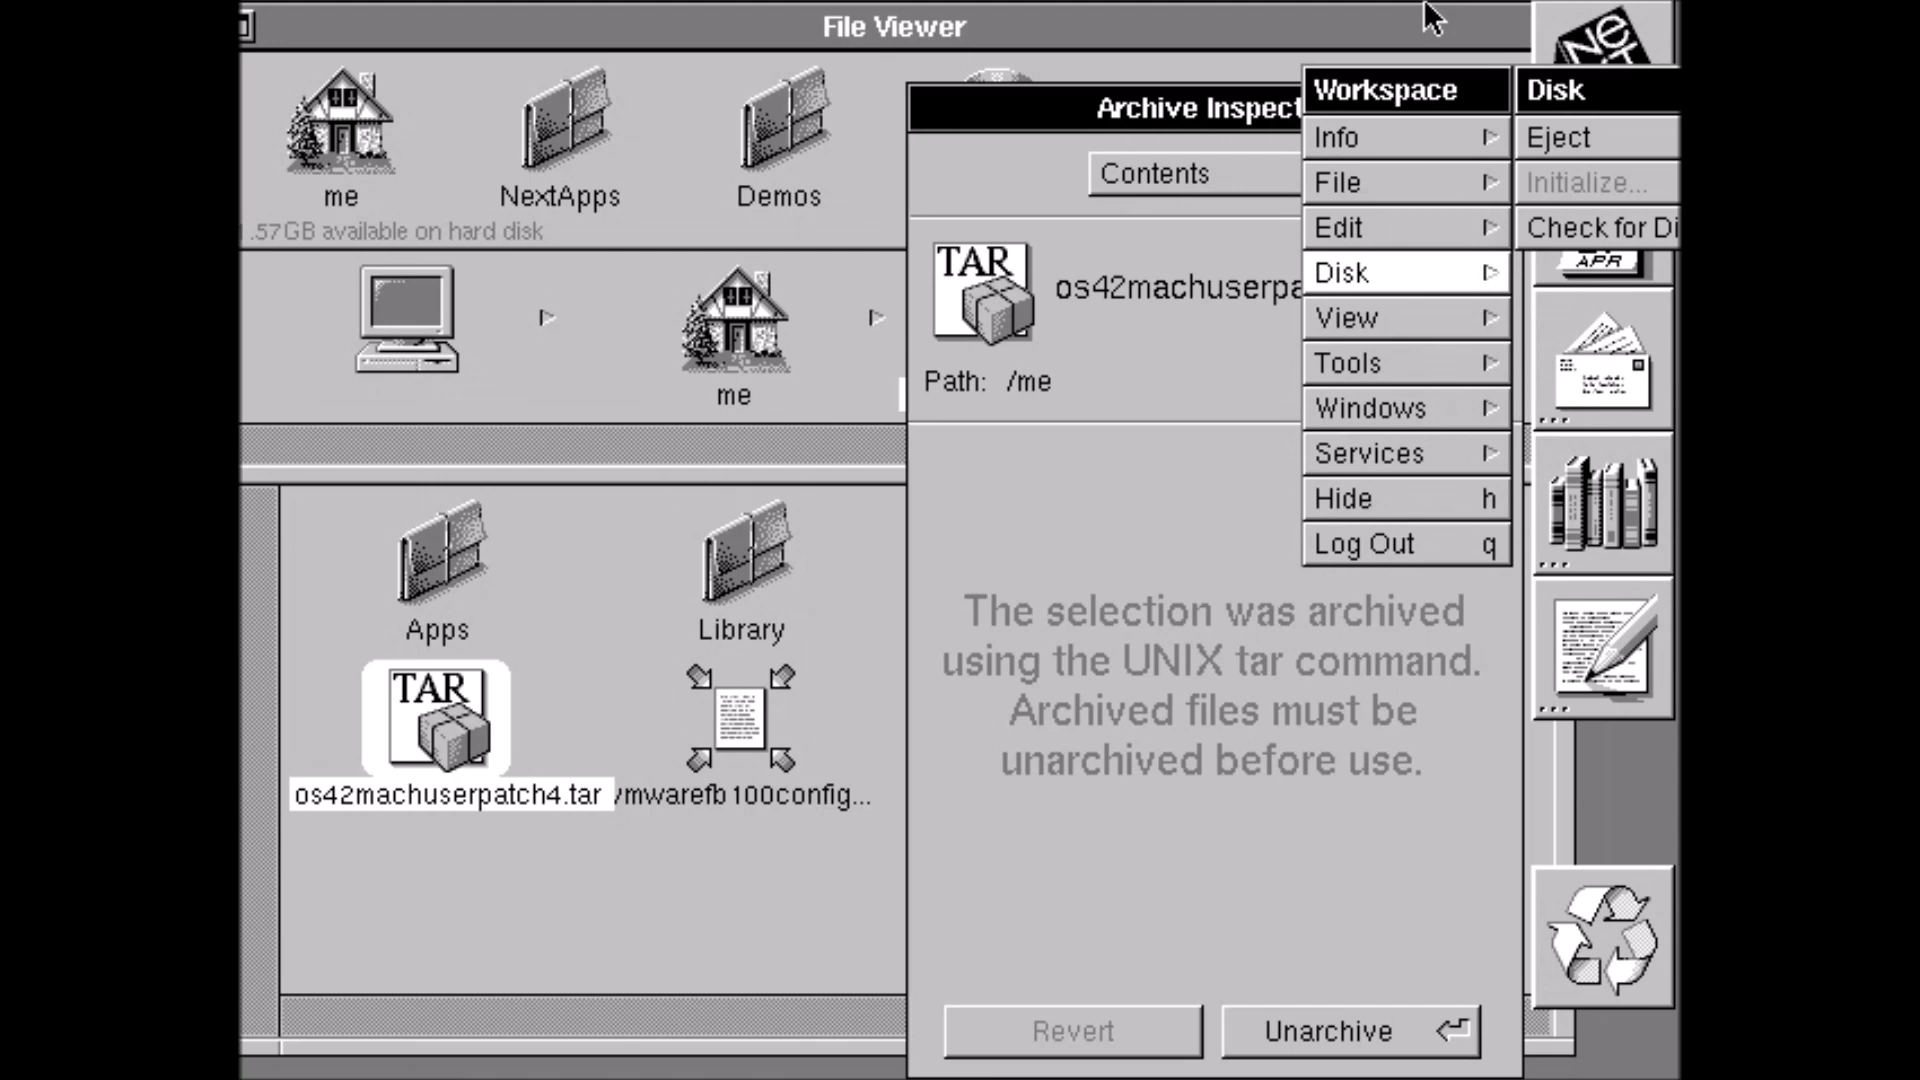 File Viewer
NeXT
me
NextApps
Demos
.57GB available on hard disk
me
Apps
Library
TAR
os42machuserpatch4.tar
vmwarefb100config...
Archive Inspect
Contents
TAR
os42machuserpa
Path: /me
The selection was archived
using the UNIX tar command.
Archived files must be
unarchived before use.
Revert
Unarchive
Workspace
Info
File
Edit
Disk
View
Tools
Windows
Services
Hide h
Log Out q
Disk
Eject
Initialize...
Check for Di
APR